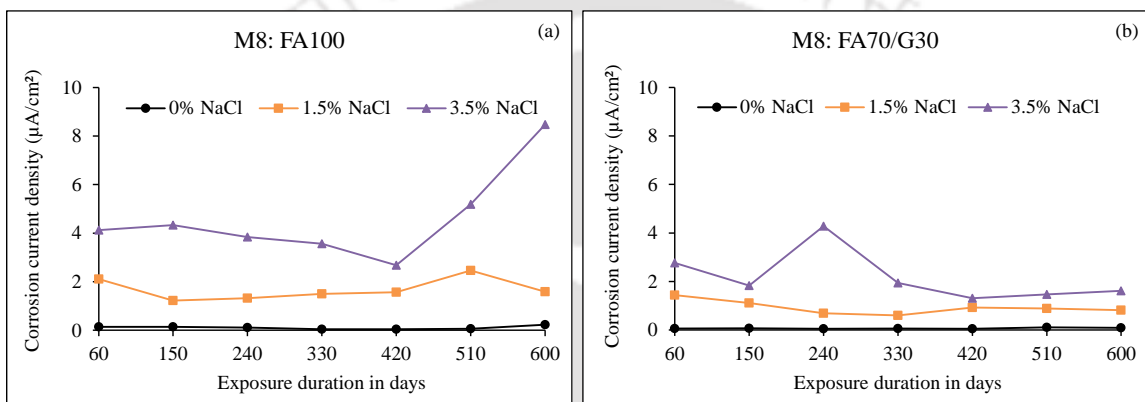 M8: FA100
(a)
Corrosion current density (µA/cm²)
10
8
6
4
2
0
0% NaCl
1.5% NaCl
3.5% NaCl
60
150
240
330
420
510
600
Exposure duration in days
M8: FA70/G30
(b)
Corrosion current density (µA/cm²)
10
8
6
4
2
0
0% NaCl
1.5% NaCl
3.5% NaCl
60
150
240
330
420
510
600
Exposure duration in days